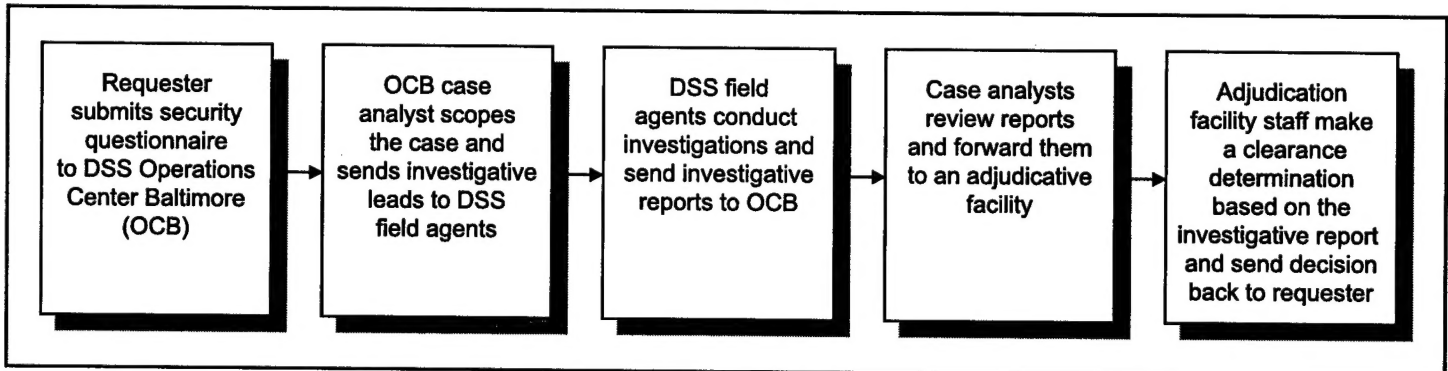 Requester
submits security
questionnaire
to DSS Operations
Center Baltimore
(OCB)
OCB case
analyst scopes
the case and
sends investigative
leads to DSS
field agents
DSS field
agents conduct
investigations and
send investigative
reports to OCB
Case analysts
review reports
and forward them
to an adjudicative
facility
Adjudication
facility staff make
a clearance
determination
based on the
investigative report
and send decision
back to requester